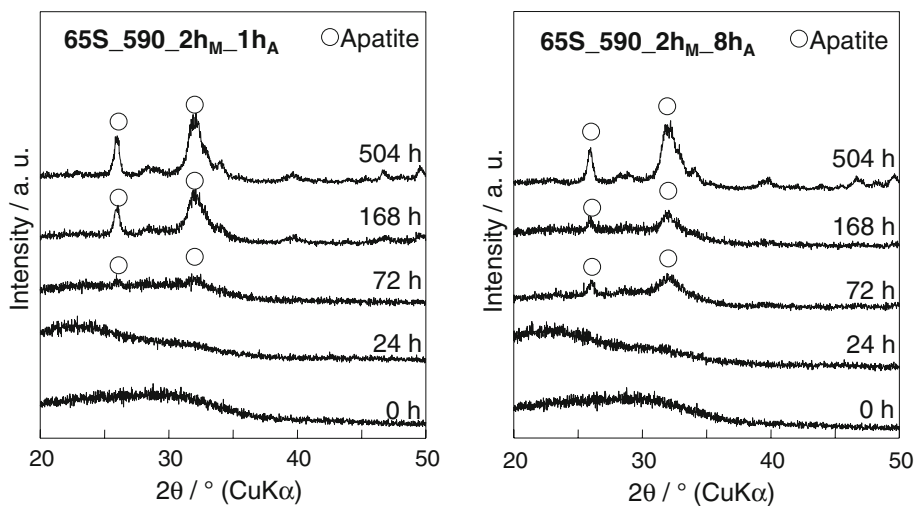 65S_590_2hM_1hA ○Apatite
Intensity / a. u.
504 h
168 h
72 h
24 h
0 h
20 30 40 50
2θ / ° (CuKα)
65S_590_2hM_8hA ○Apatite
Intensity / a. u.
504 h
168 h
72 h
24 h
0 h
20 30 40 50
2θ / ° (CuKα)